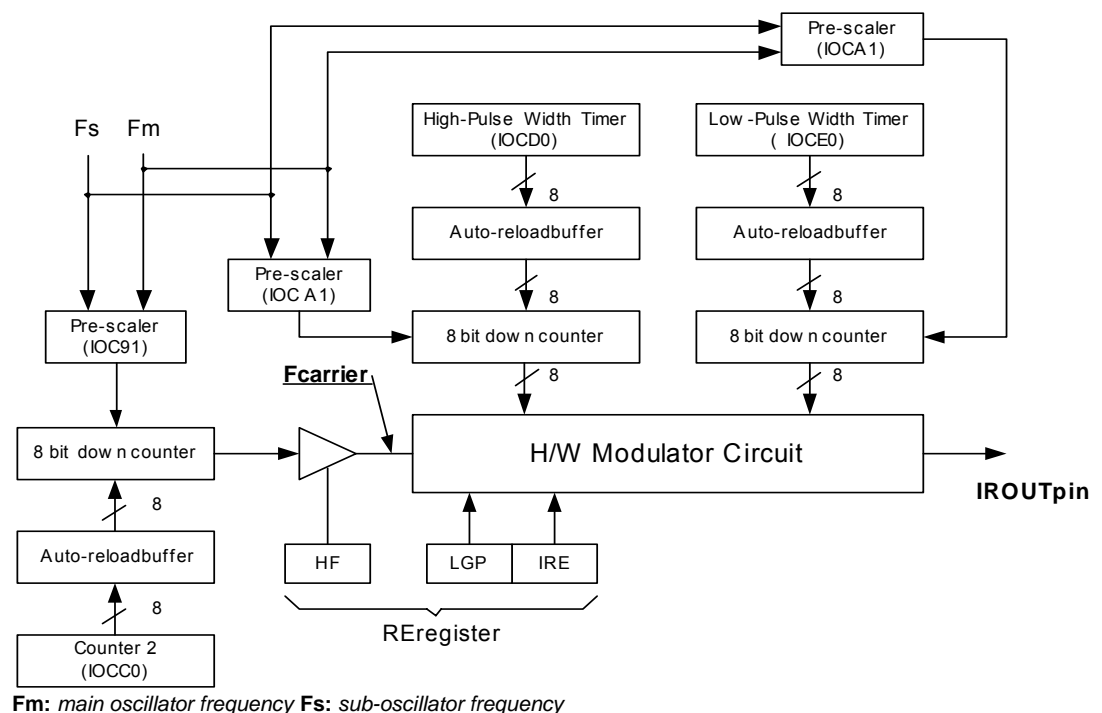 Pre-scaler
(IOCA1)
Fs Fm
High-Pulse Width Timer
(IOCD0)
Low-Pulse Width Timer
( IOCE0)
8
8
Auto-reloadbuffer
Auto-reloadbuffer
Pre-scaler
(IOC A1)
8
8
Pre-scaler
(IOC91)
8 bit down counter
8 bit down counter
8
8
Fcarrier
8 bit down counter
H/W Modulator Circuit
IROUTpin
8
Auto-reloadbuffer
HF
LGP
IRE
8
REregister
Counter 2
(IOCC0)
Fm: main oscillator frequency Fs: sub-oscillator frequency